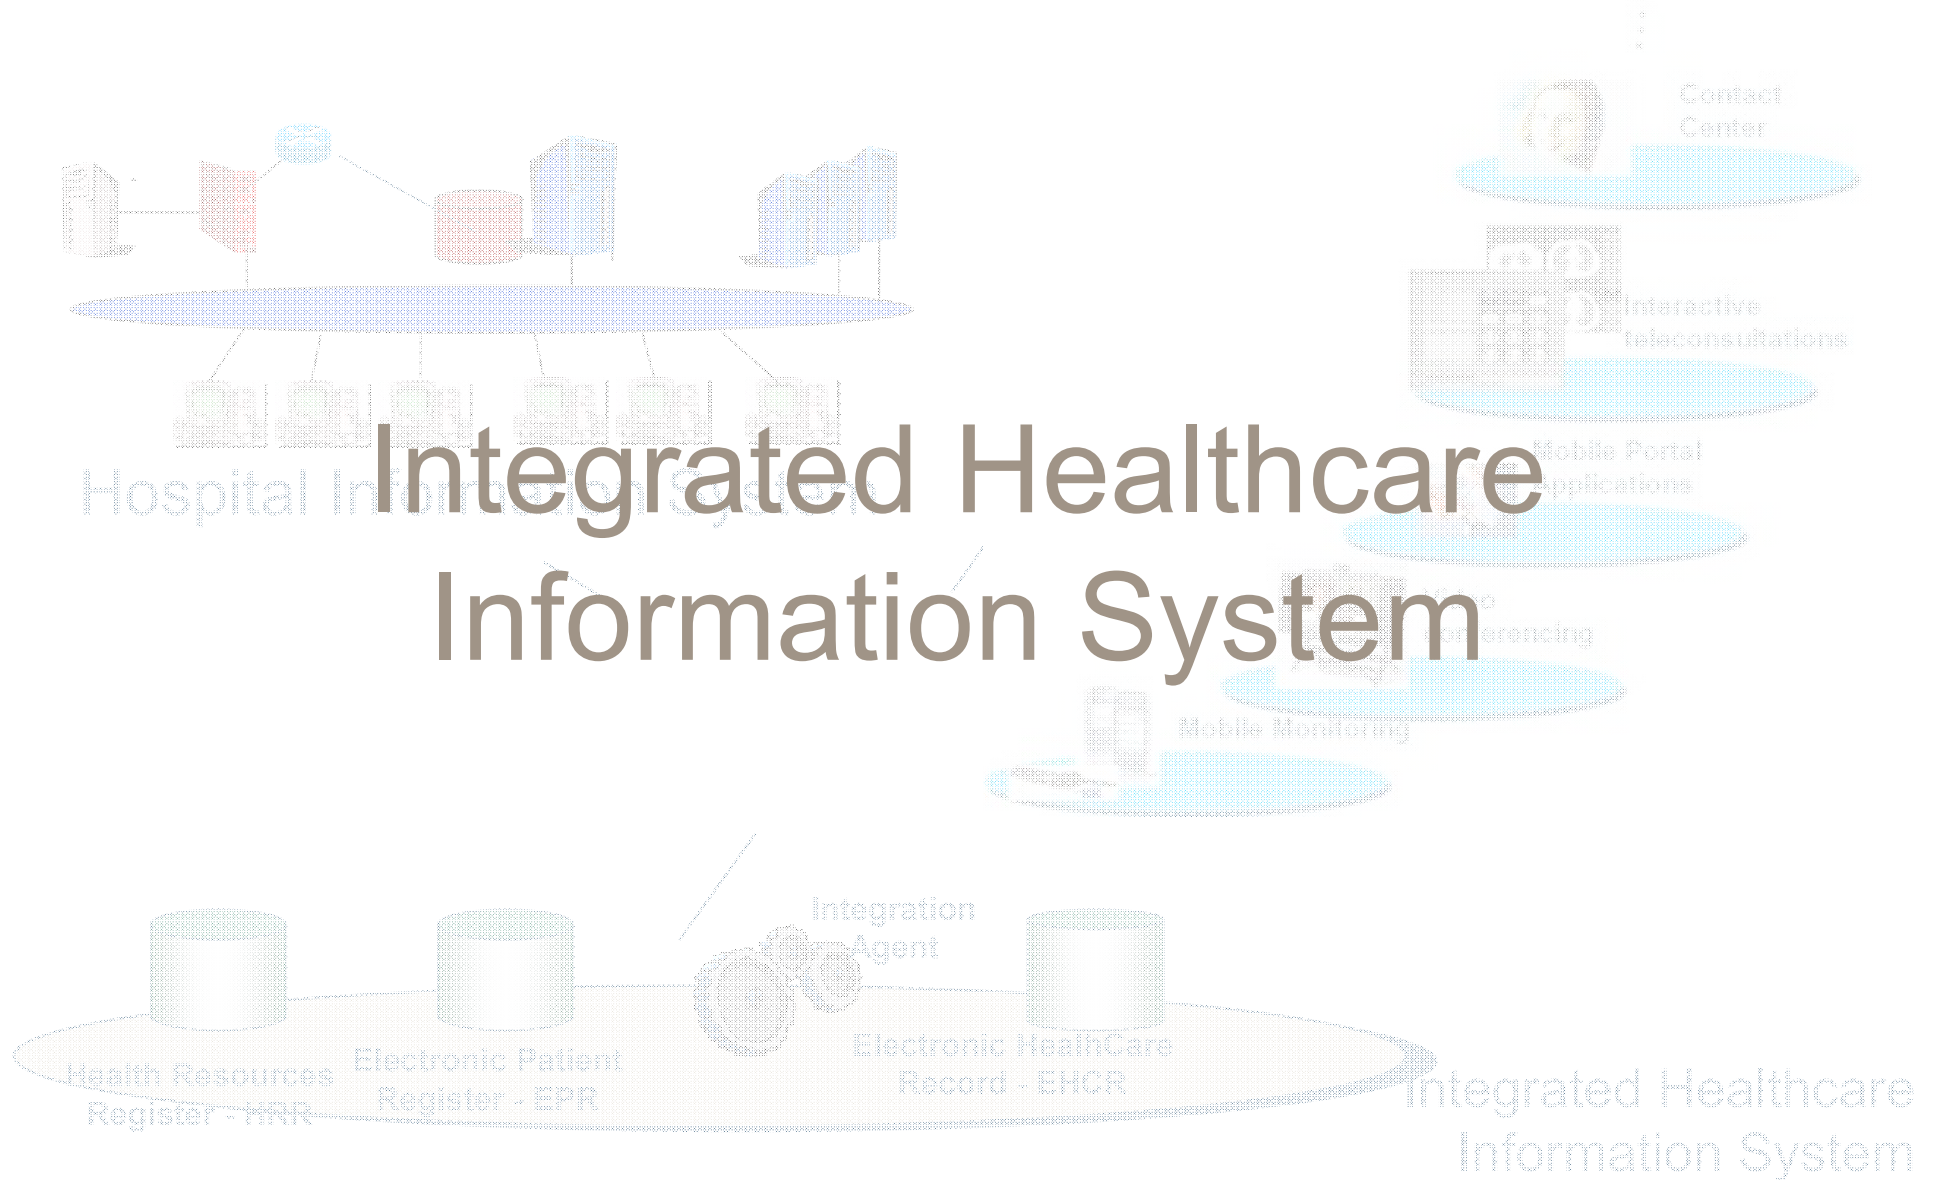 Contact
Center
Interactive
teleconsultations
Mobile Portal
Applications
Hospital Information System
Integrated Healthcare
Information System
Video
conferencing
Mobile Monitoring
Integration
Agent
Health Resources
Register - HRR
Electronic Patient
Register - EPR
Electronic HealhCare
Record - EHCR
Integrated Healthcare
Information System